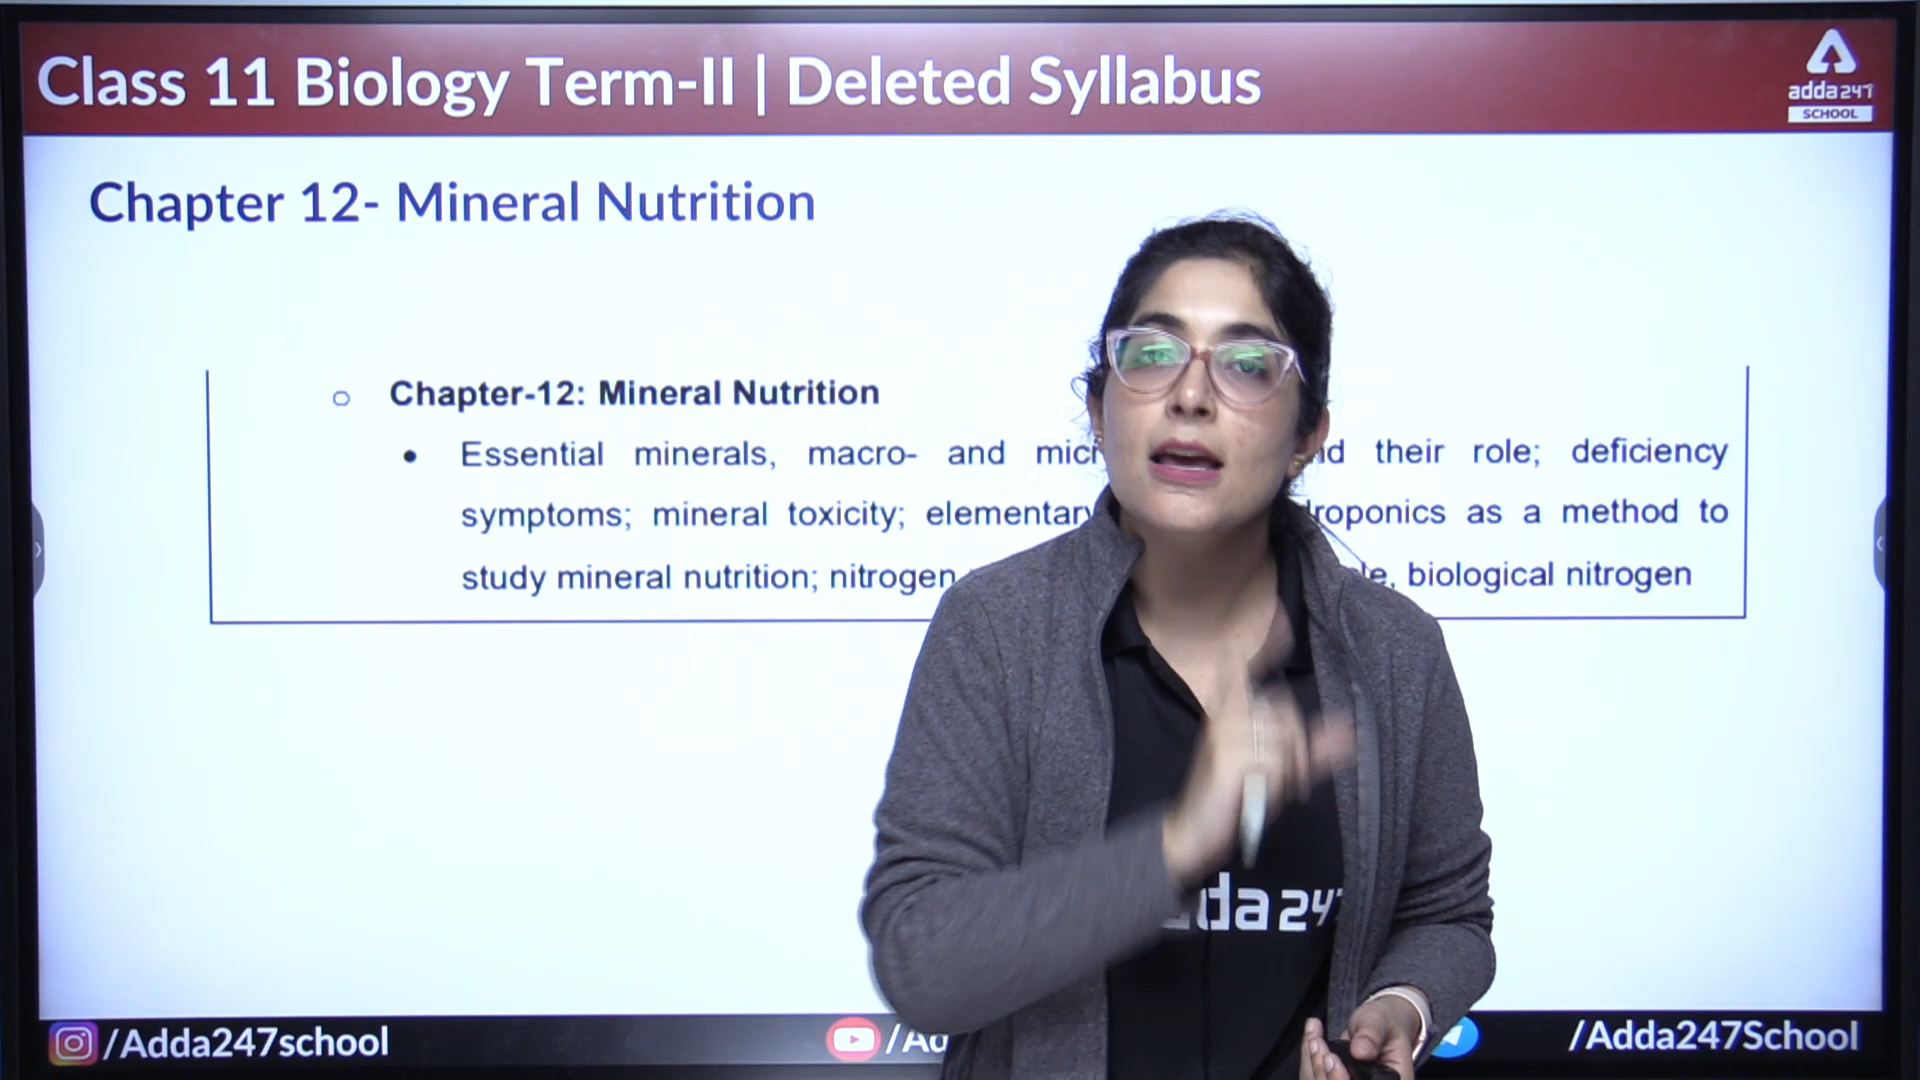 Class 11 Biology Term-II | Deleted Syllabus
adda247
SCHOOL
Chapter 12- Mineral Nutrition
Chapter-12: Mineral Nutrition
Essential minerals, macro- and their role; deficiency
symptoms; mineral toxicity; elementary as a method to
study mineral nutrition; nitrogen biological nitrogen
/Adda247school
/Adda247School